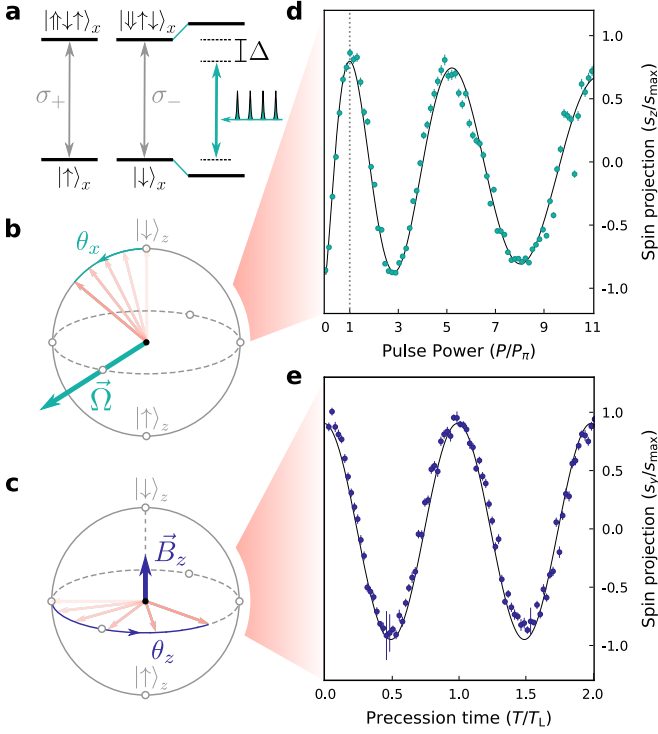 a
|⇑↓↑⟩x |⇓↑↓⟩x
Δ
σ+ σ−
|↑⟩x |↓⟩x
b
|↓⟩z
θx
Ω⃗
|↑⟩z
c
|↓⟩z
B⃗z
θz
|↑⟩z
d
1.0
0.5
0.0
-0.5
-1.0
Spin projection (sz/smax)
0 1 3 5 7 9 11
Pulse Power (P/Pπ)
e
1.0
0.5
0.0
-0.5
-1.0
Spin projection (sy/smax)
0.0 0.5 1.0 1.5 2.0
Precession time (T/TL)